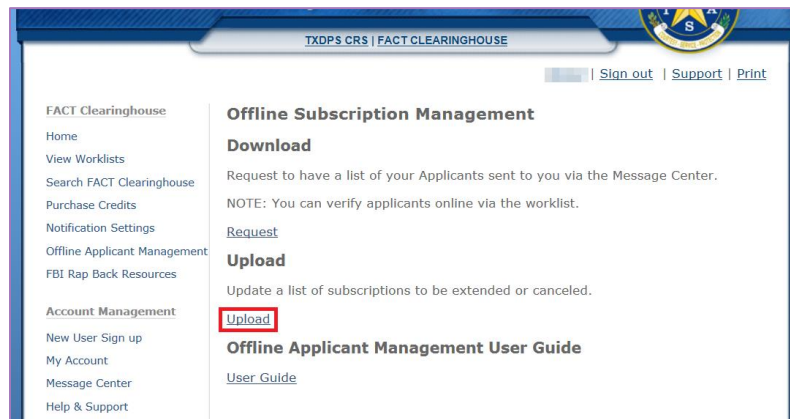 T A
S
TXDPS CRS | FACT CLEARINGHOUSE
| Sign out | Support | Print
FACT Clearinghouse
Home
View Worklists
Search FACT Clearinghouse
Purchase Credits
Notification Settings
Offline Applicant Management
FBI Rap Back Resources
Account Management
New User Sign up
My Account
Message Center
Help & Support
Offline Subscription Management
Download
Request to have a list of your Applicants sent to you via the Message Center.
NOTE: You can verify applicants online via the worklist.
Request
Upload
Update a list of subscriptions to be extended or canceled.
Upload
Offline Applicant Management User Guide
User Guide